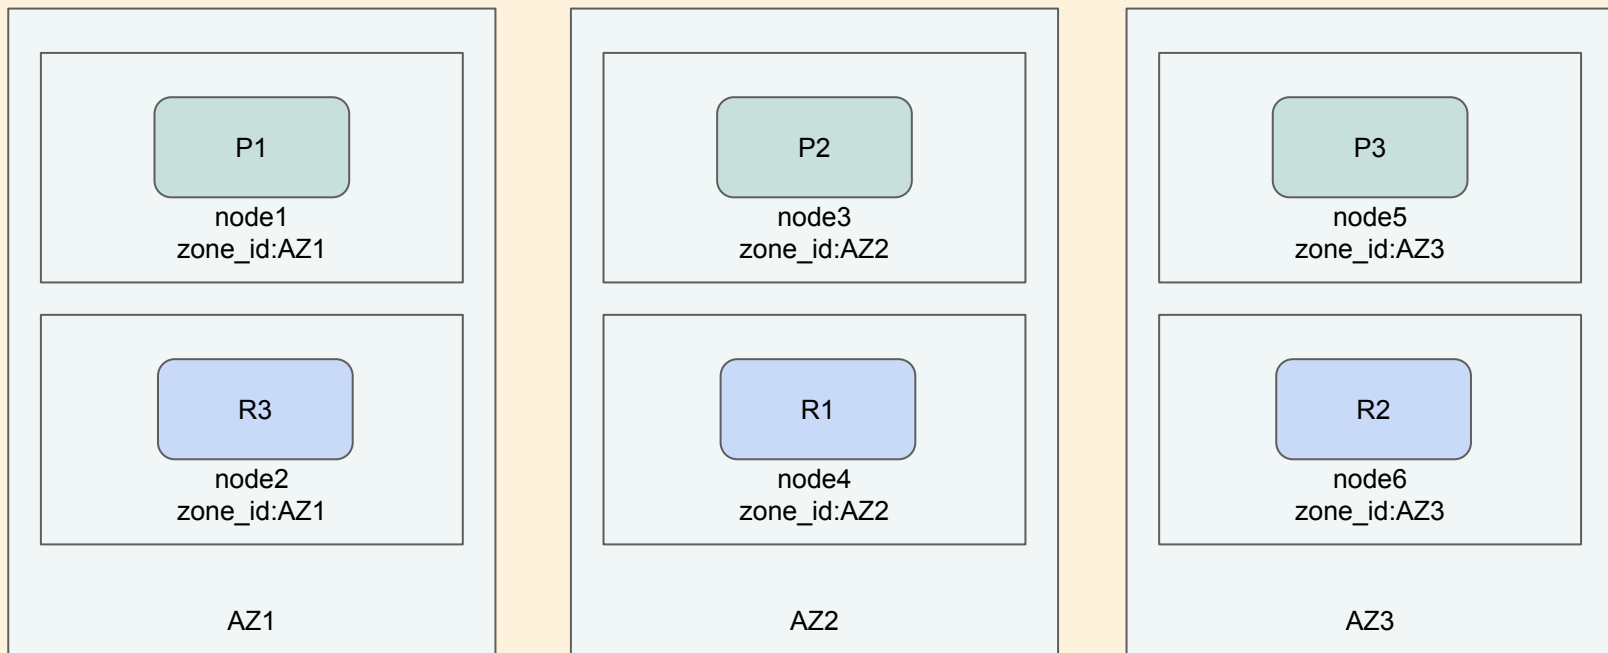 P1
node1
zone_id:AZ1
R3
node2
zone_id:AZ1
AZ1
P2
node3
zone_id:AZ2
R1
node4
zone_id:AZ2
AZ2
P3
node5
zone_id:AZ3
R2
node6
zone_id:AZ3
AZ3